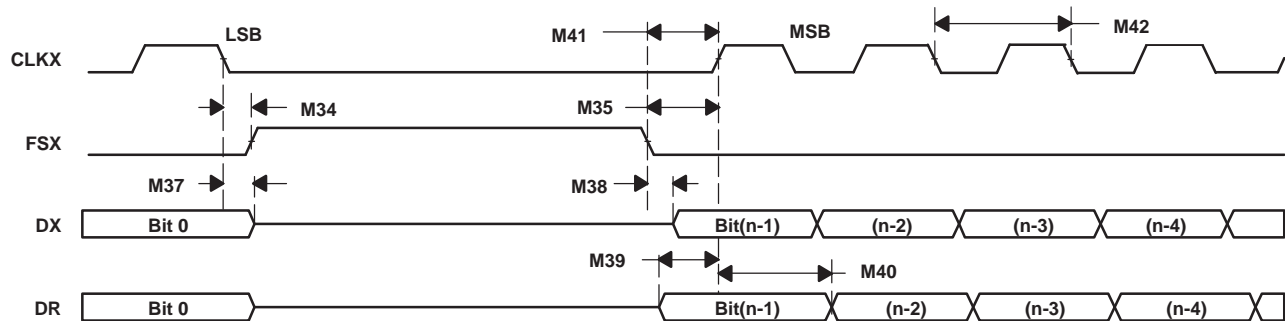 LSB
M41
MSB
M42
CLKX
M34
M35
FSX
M37
M38
DX
Bit 0
Bit(n-1)
(n-2)
(n-3)
(n-4)
M39
M40
DR
Bit 0
Bit(n-1)
(n-2)
(n-3)
(n-4)